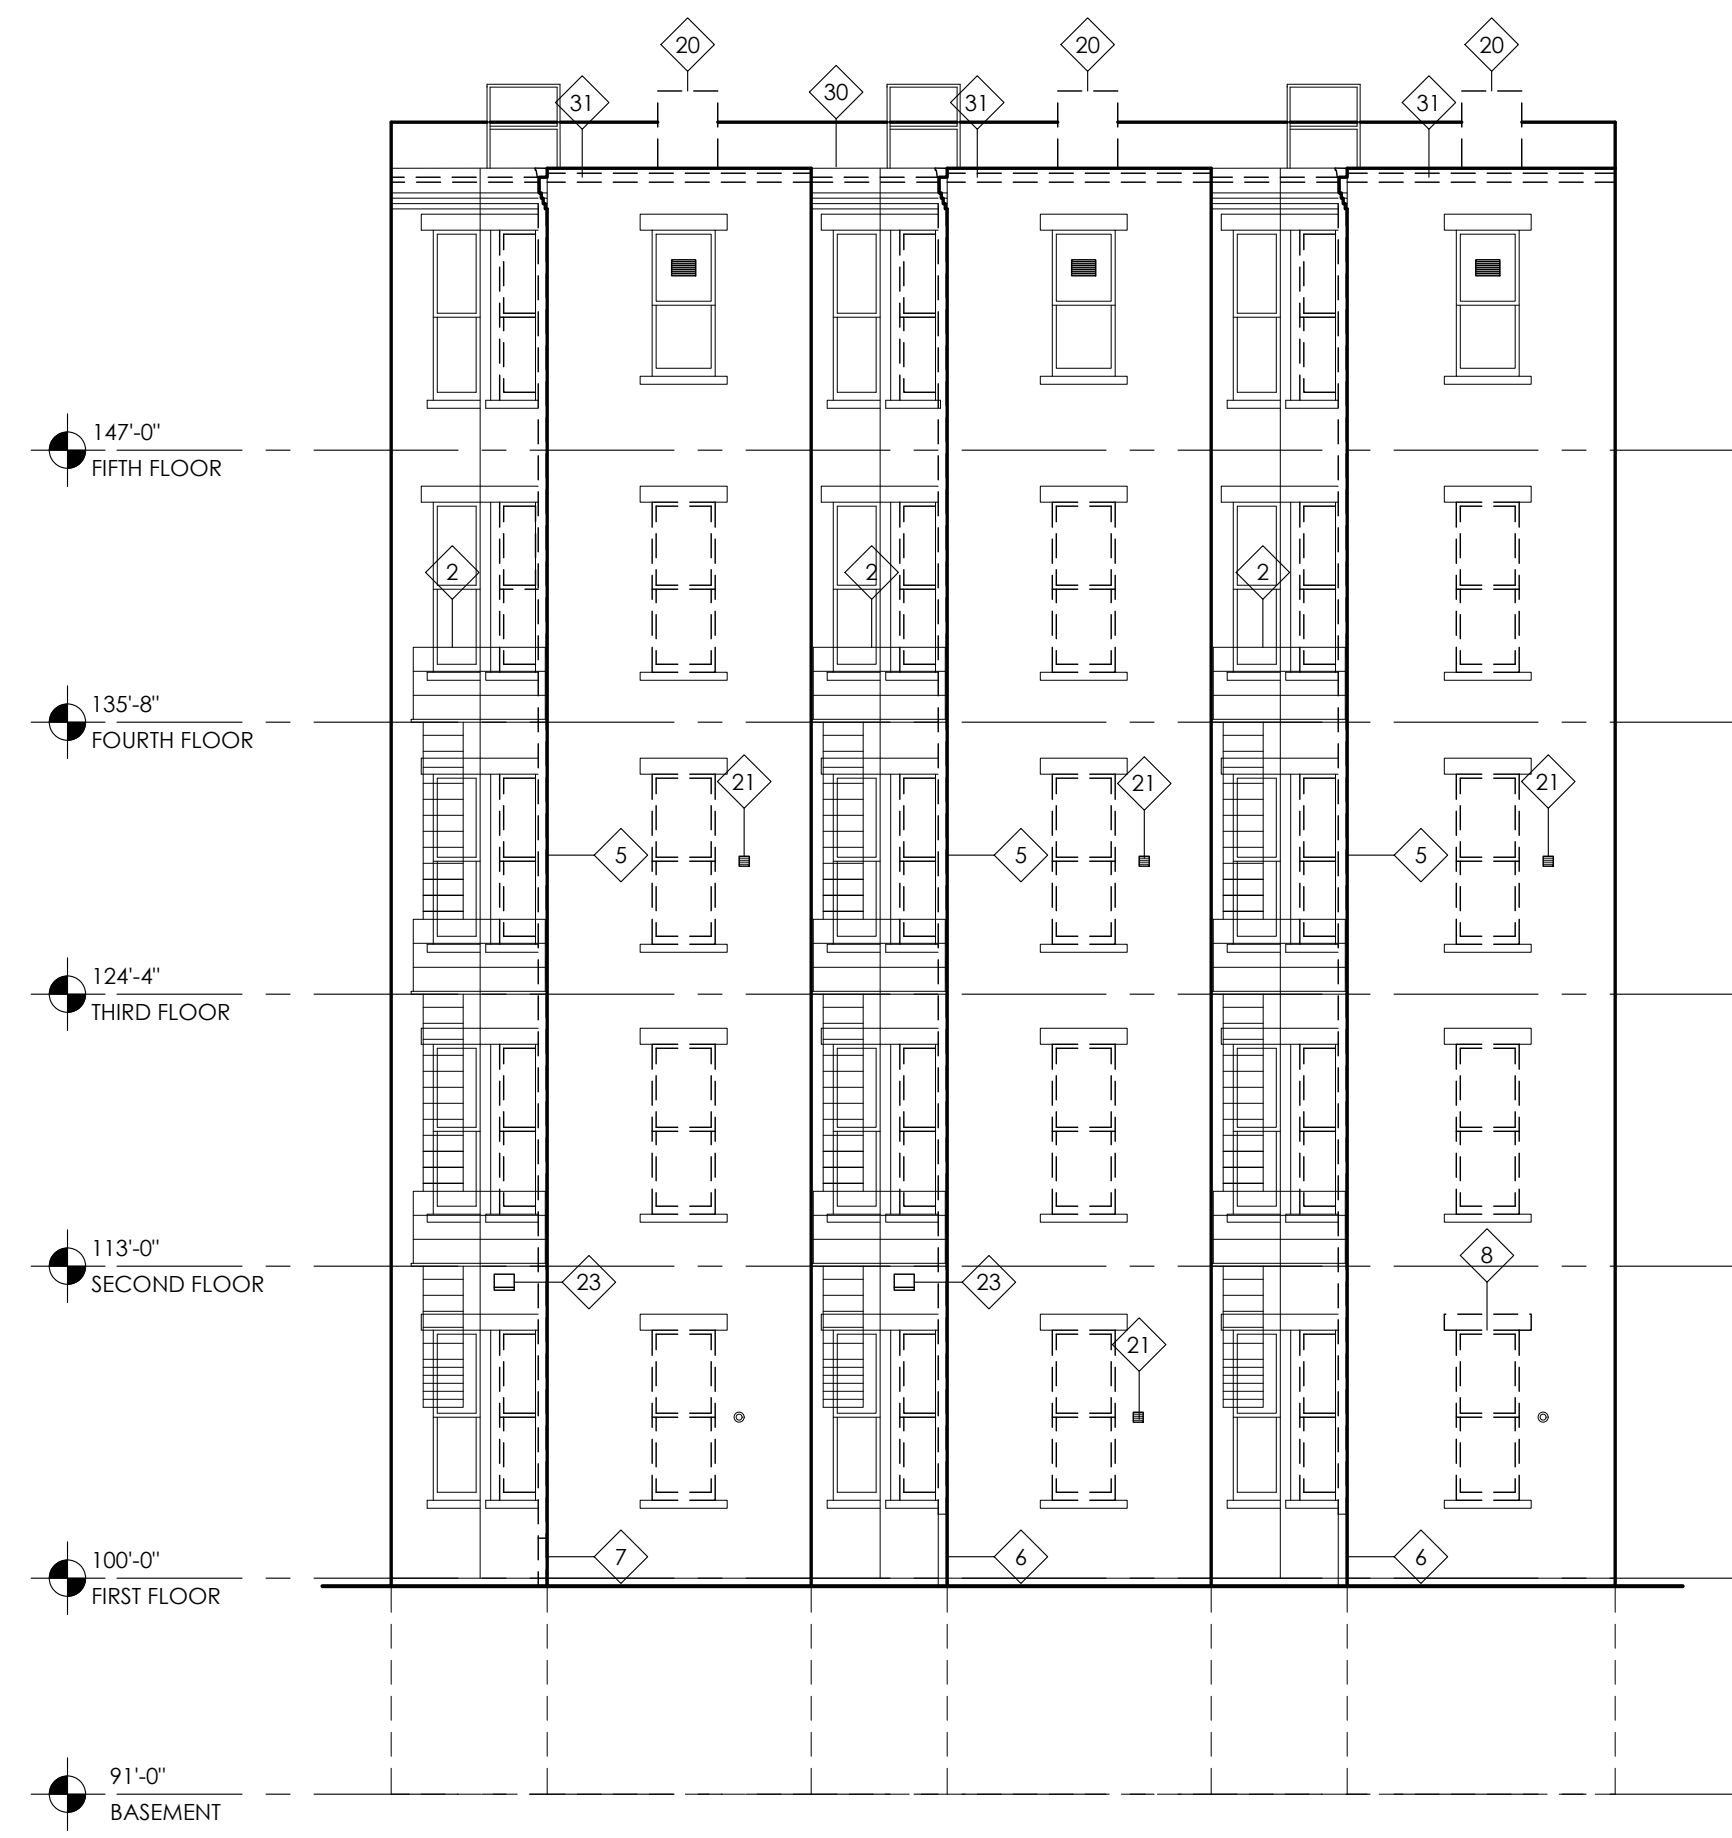 20 20 20
31 30 31 31
147'-0"
FIFTH FLOOR
2 2 2
135'-8"
FOURTH FLOOR
21 21 21
5 5 5
124'-4"
THIRD FLOOR
113'-0"
SECOND FLOOR
8
23 23
21
7 6 6
100'-0"
FIRST FLOOR
91'-0"
BASEMENT